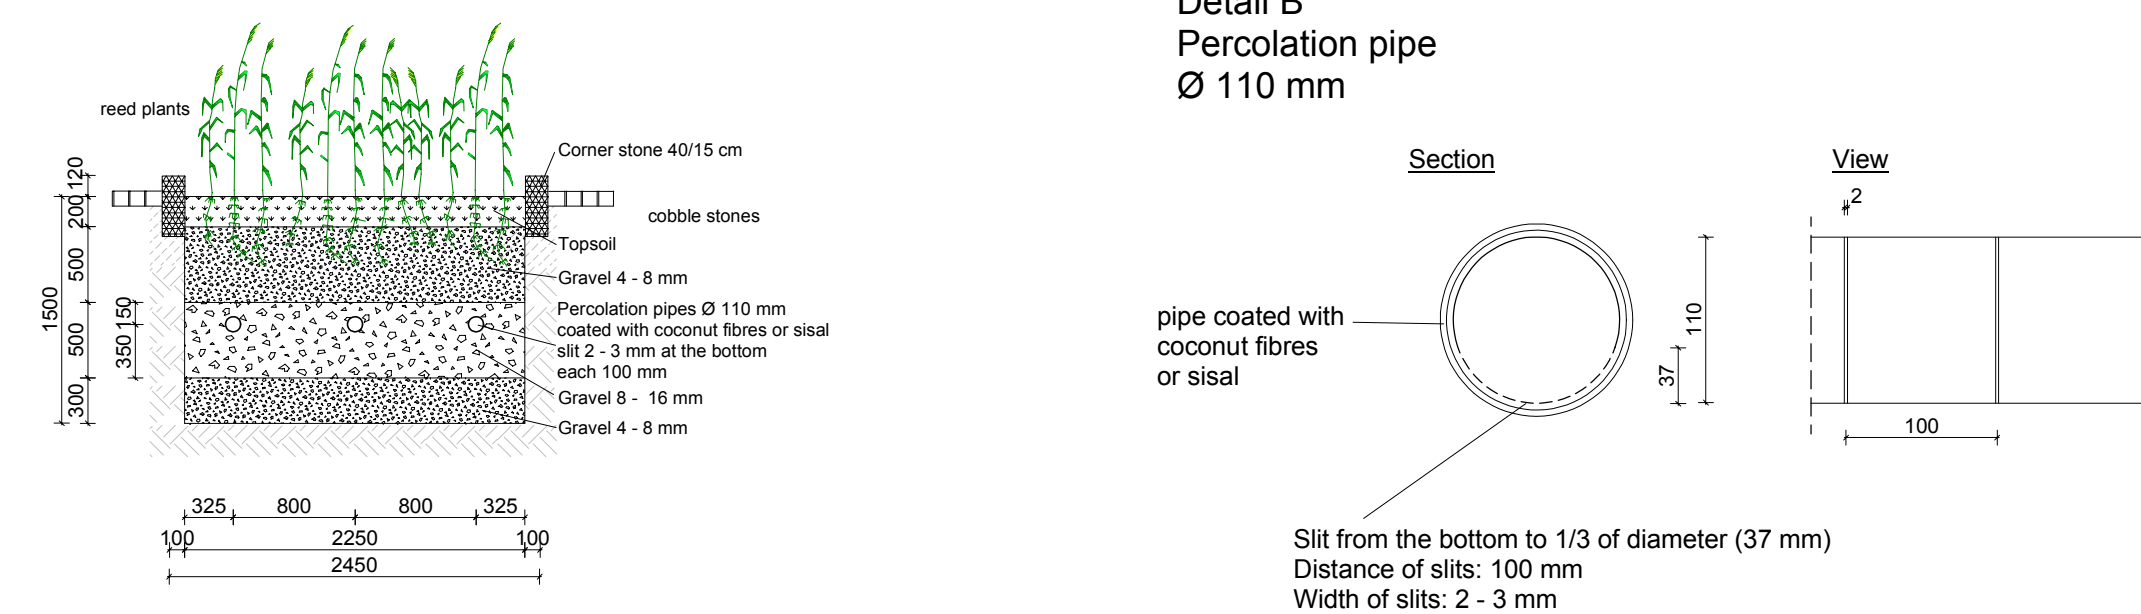 reed plants
Corner stone 40/15 cm
cobble stones
Topsoil
Gravel 4 - 8 mm
Percolation pipes Ø 110 mm
coated with coconut fibres or sisal
slit 2 - 3 mm at the bottom
each 100 mm
Gravel 8 - 16 mm
Gravel 4 - 8 mm
120
200
500
500
300
1500
150
350
325 800 800 325
100 2250 100
2450
Detail B
Percolation pipe
Ø 110 mm
Section
View
2
pipe coated with
coconut fibres
or sisal
110
37
100
Slit from the bottom to 1/3 of diameter (37 mm)
Distance of slits: 100 mm
Width of slits: 2 - 3 mm